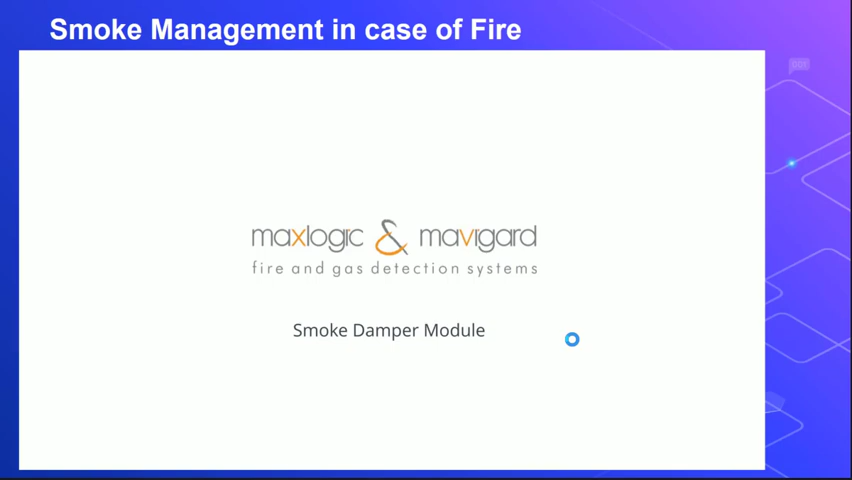 Smoke Management in case of Fire
maxlogic & mavigard
fire and gas detection systems
Smoke Damper Module